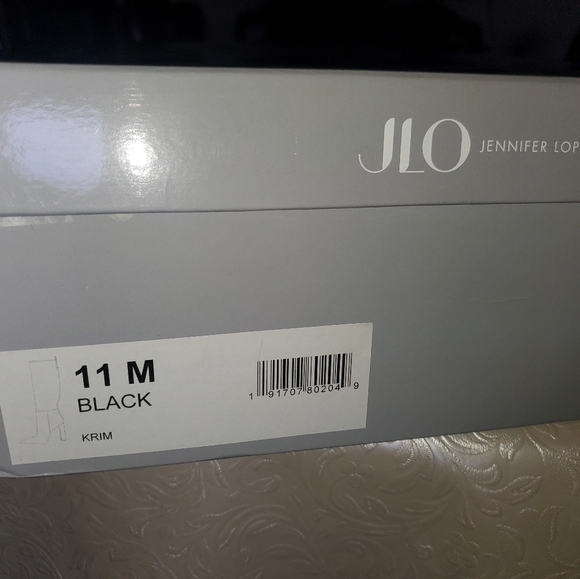 JLO JENNIFER LOP
11 M
BLACK
KRIM
1 91707 80204 9